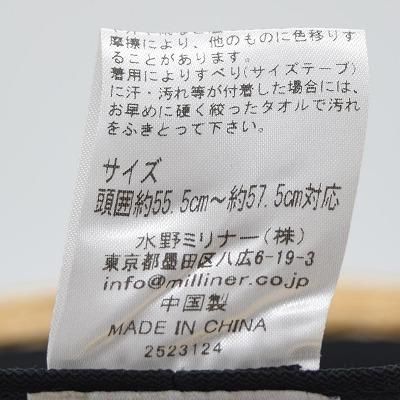 摩擦により、他のものに色移りす
ることがあります。
着用によりすべり(サイズテープ)
に汗・汚れ等が付着した場合には、
お早めに硬く絞ったタオルで汚れ
をふきとって下さい。
サイズ
頭囲約55.5cm～約57.5cm対応
水野ミリナー(株)
東京都墨田区八広6-19-3
info@milliner.co.jp
中国製
MADE IN CHINA
2523124